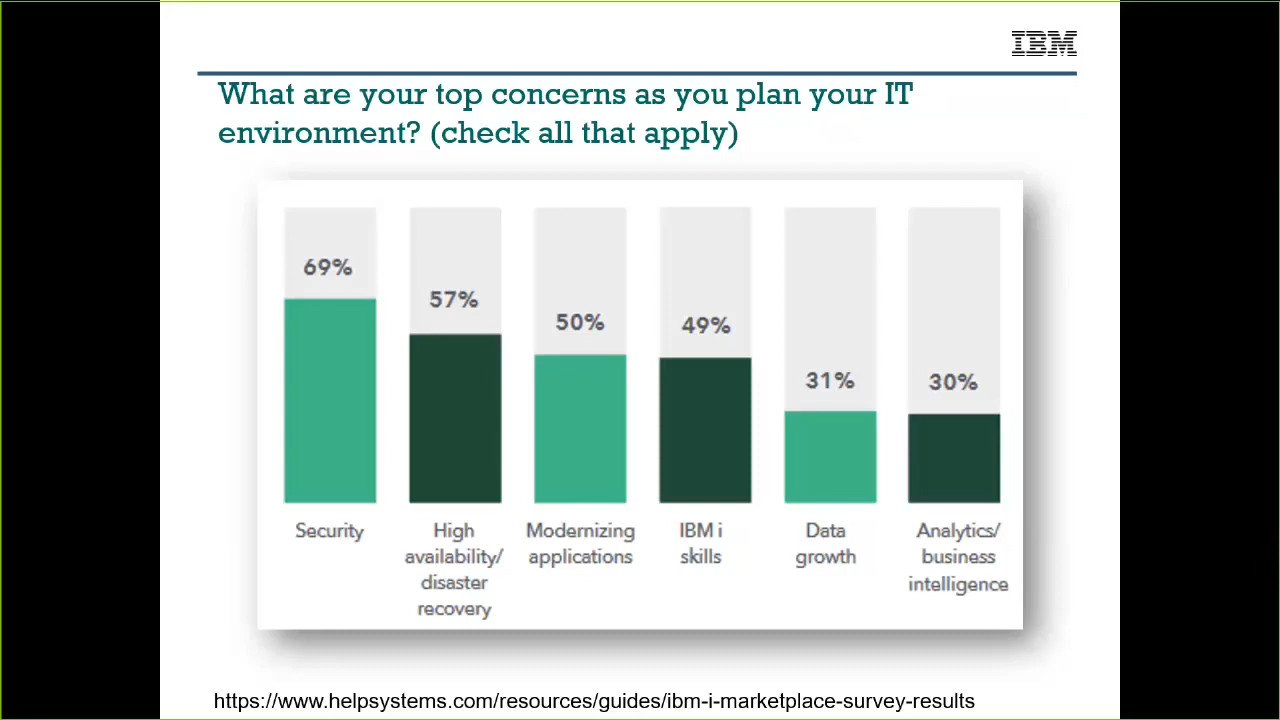 IBM
What are your top concerns as you plan your IT
environment? (check all that apply)
69%
57%
50%
49%
31%
30%
Security
High
availability/
disaster
recovery
Modernizing
applications
IBM i
skills
Data
growth
Analytics/
business
intelligence
https://www.helpsystems.com/resources/guides/ibm-i-marketplace-survey-results